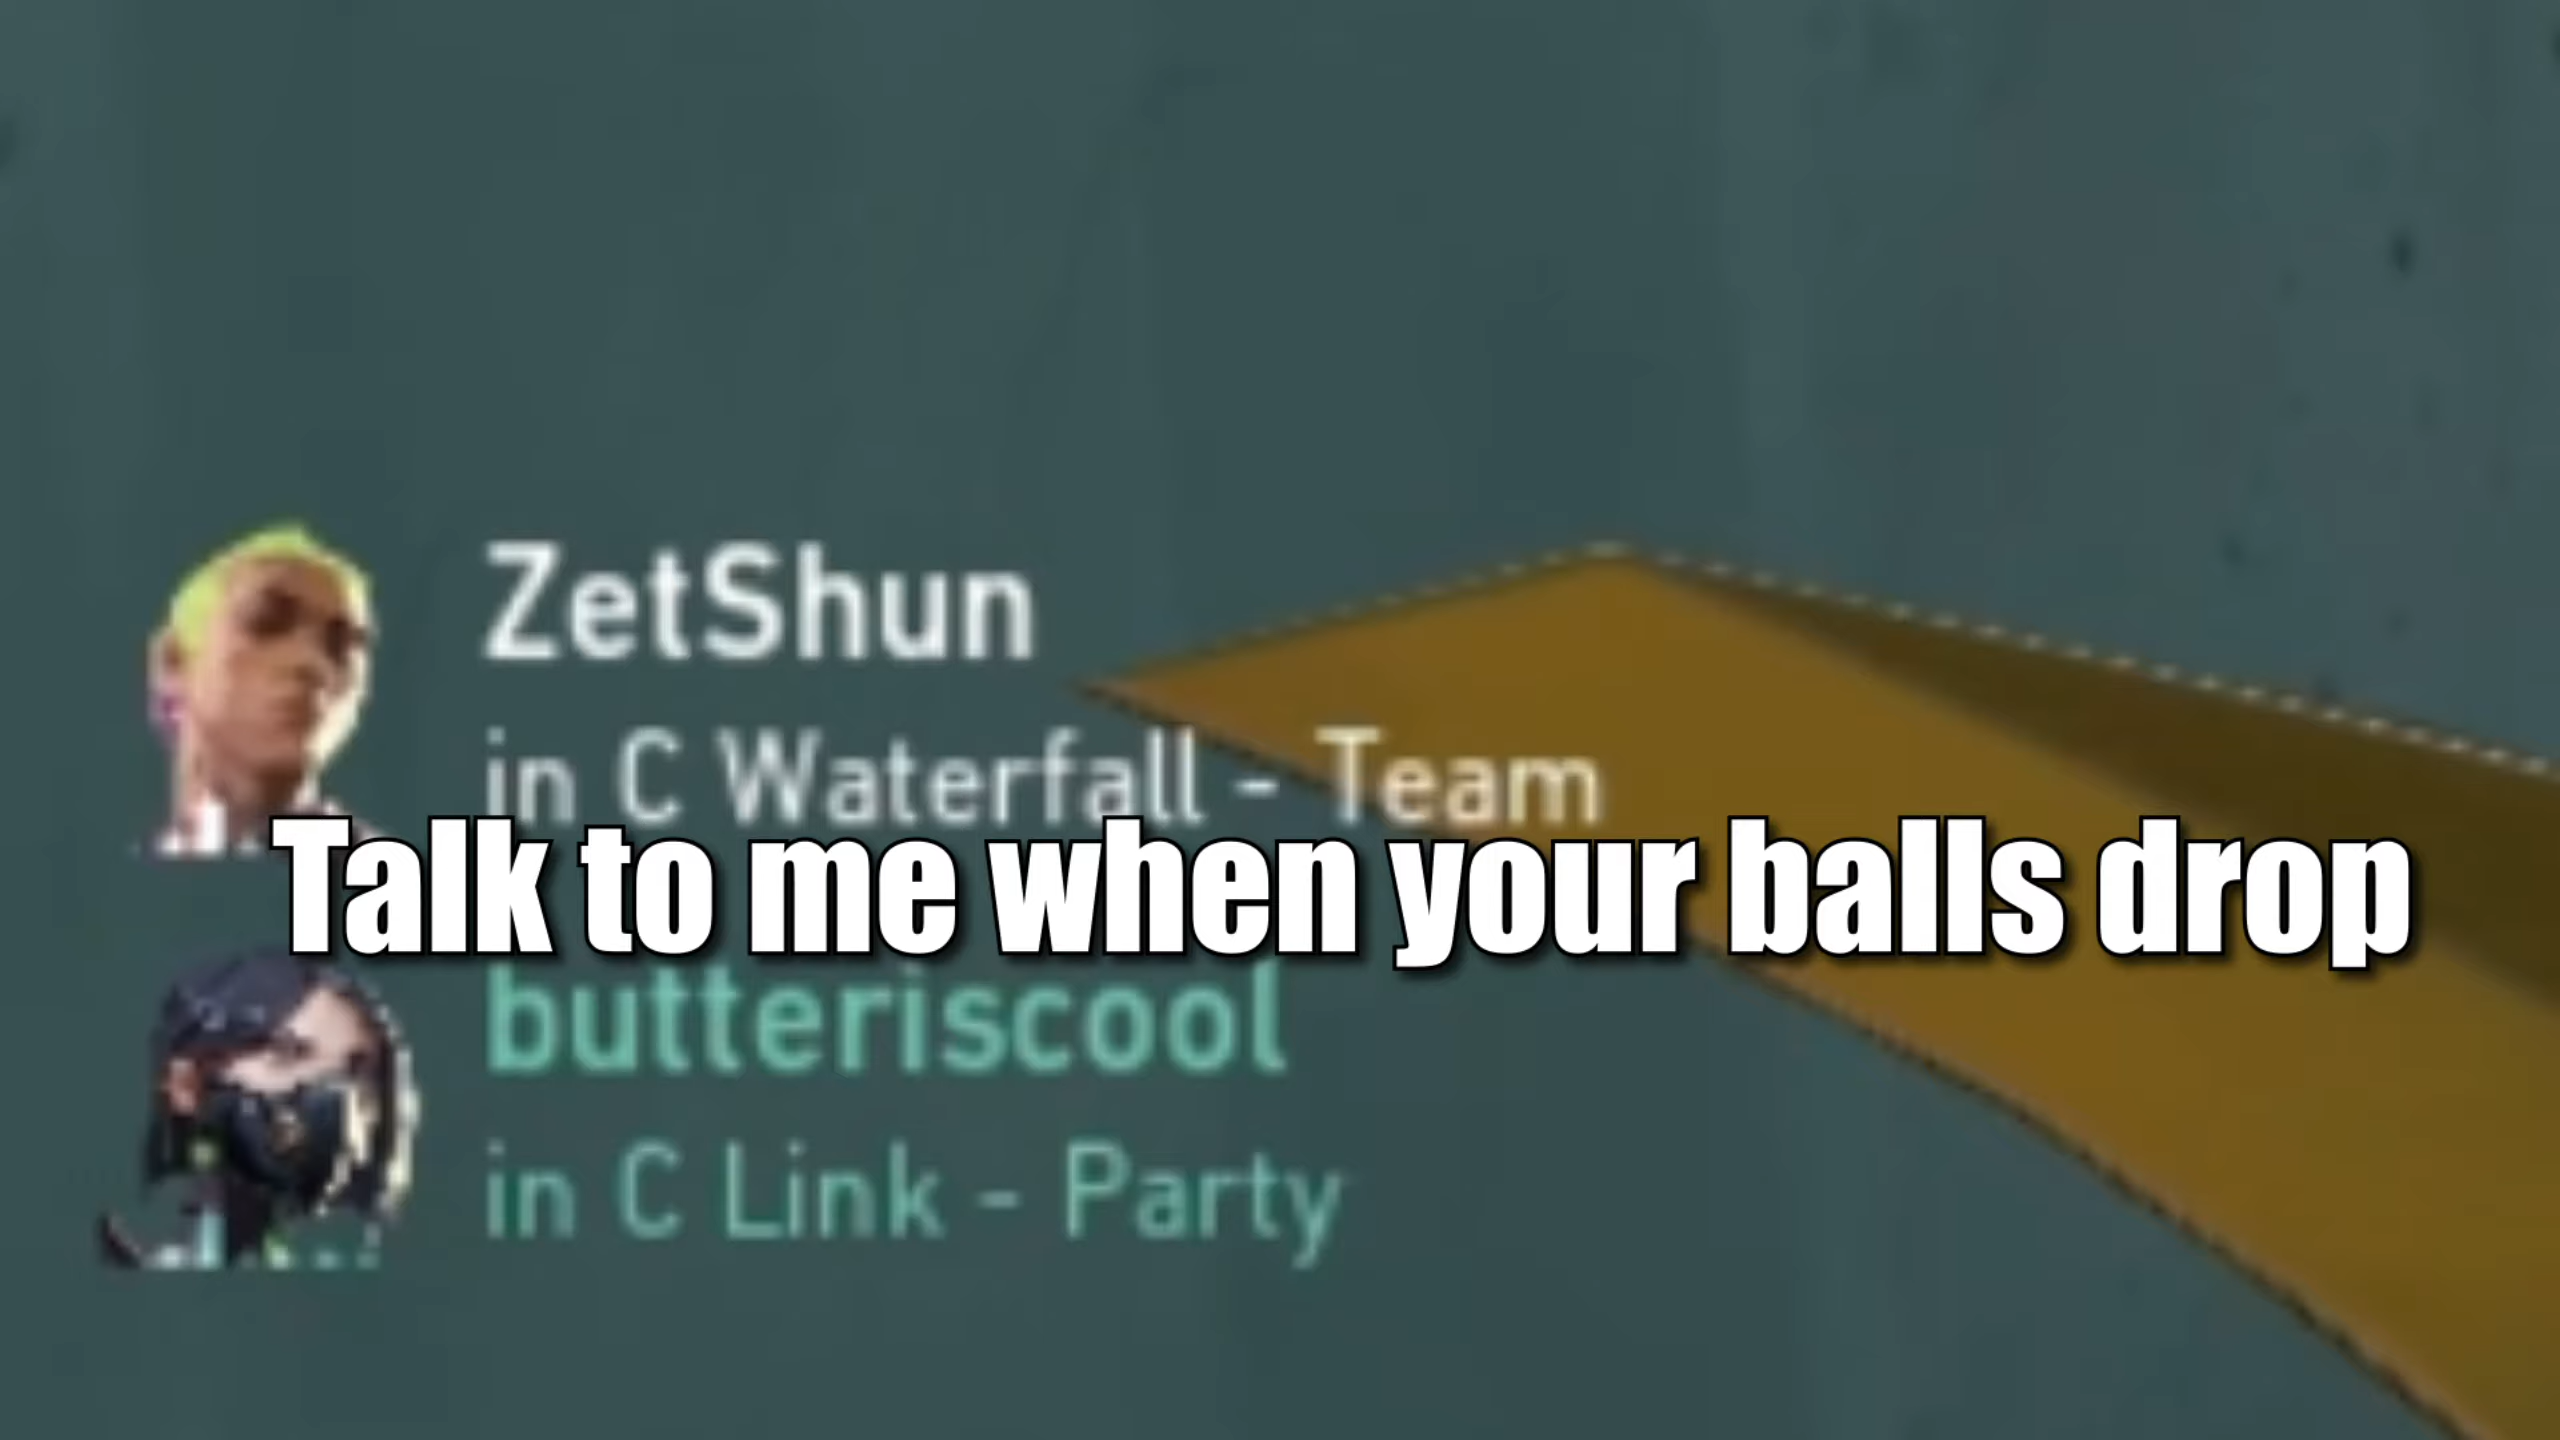 ZetShun
in C Waterfall - Team
Talk to me when your balls drop
butteriscool
in C Link - Party